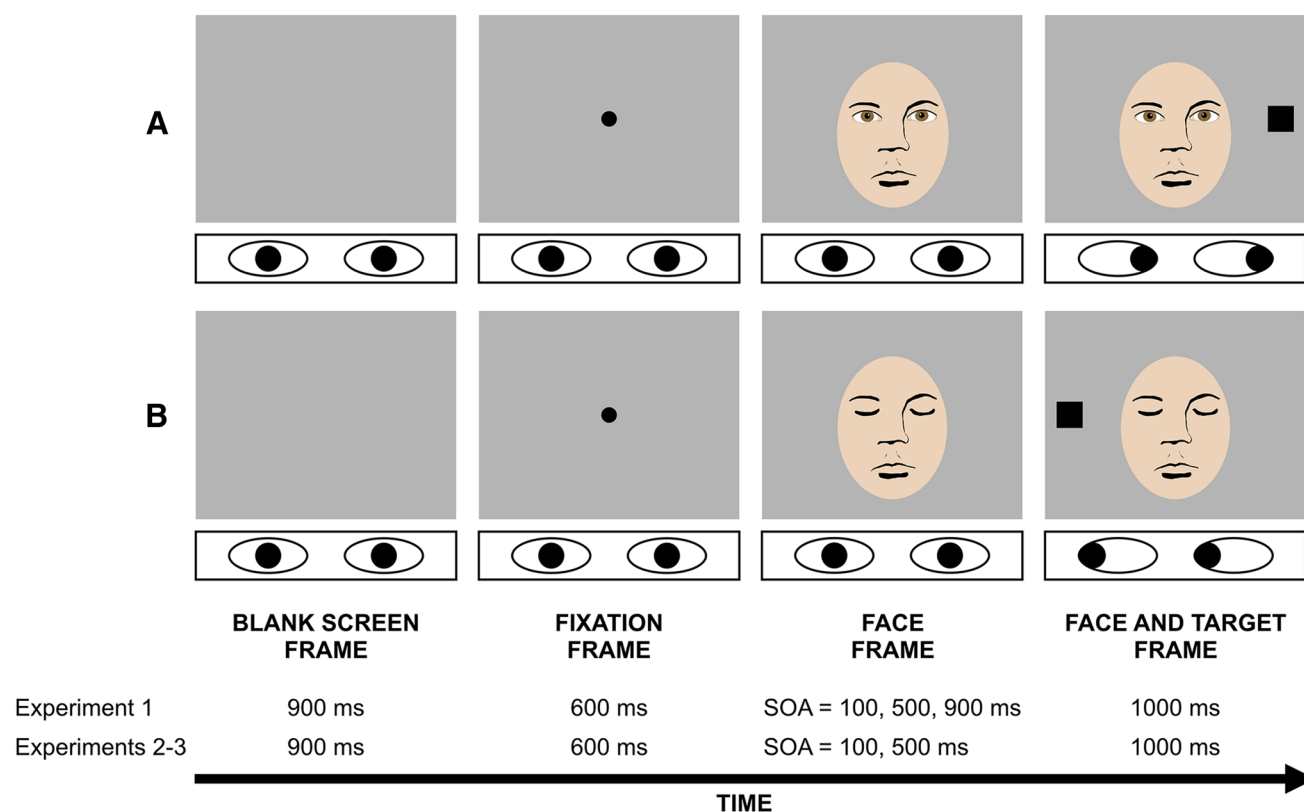 A
B
BLANK SCREEN
FRAME
FIXATION
FRAME
FACE
FRAME
FACE AND TARGET
FRAME
Experiment 1 900 ms 600 ms SOA = 100, 500, 900 ms 1000 ms
Experiments 2-3 900 ms 600 ms SOA = 100, 500 ms 1000 ms
TIME